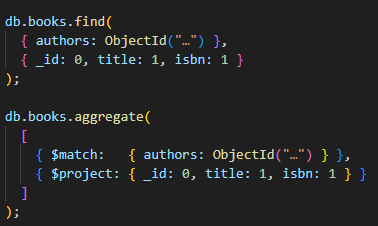 db.books.find(
  { authors: ObjectId("…") },
  { _id: 0, title: 1, isbn: 1 }
);

db.books.aggregate(
  [
    { $match:   { authors: ObjectId("…") } },
    { $project: { _id: 0, title: 1, isbn: 1 } }
  ]
);